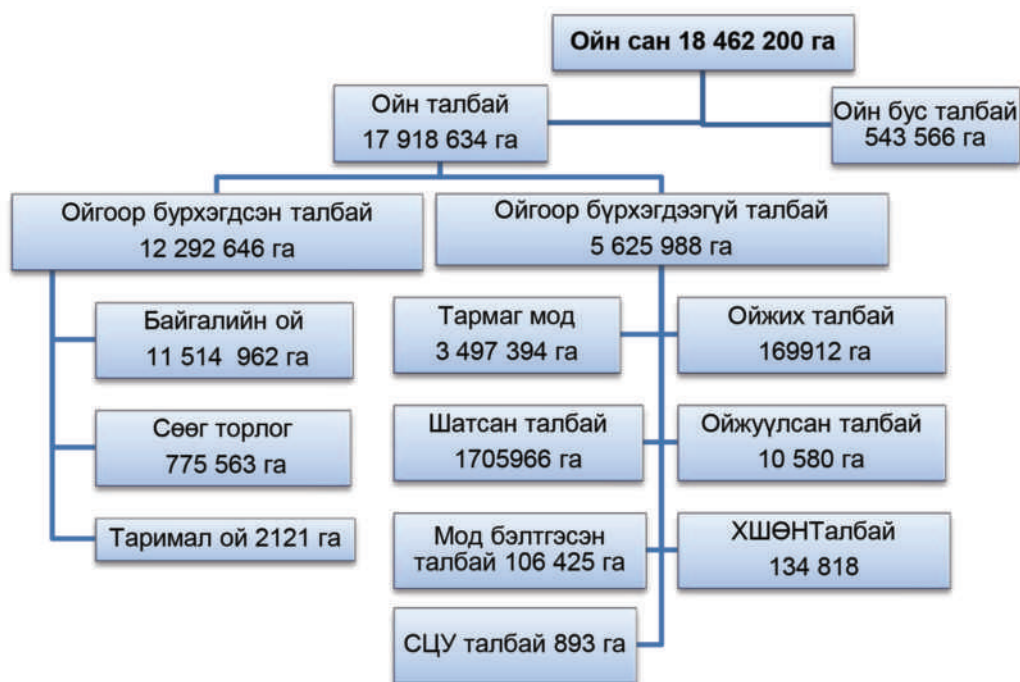 Ойн сан 18 462 200 га
Ойн талбай
17 918 634 га
Ойн бус талбай
543 566 га
Ойгоор бурхэгдсэн талбай
12 292 646 га
Ойгоор бүрхэгдээгүй талбай
5 625 988 га
Байгалийн ой
11 514 962 га
Сөөг торлог
775 563 га
Таримал ой 2121 га
Тармаг мод
3 497 394 га
Ойжих талбай
169912 га
Шатсан талбай
1705966 га
Ойжуулсан талбай
10 580 га
Мод бэлтгэсэн
талбай 106 425 га
ХШӨНТалбай
134 818
СЦУ талбай 893 га